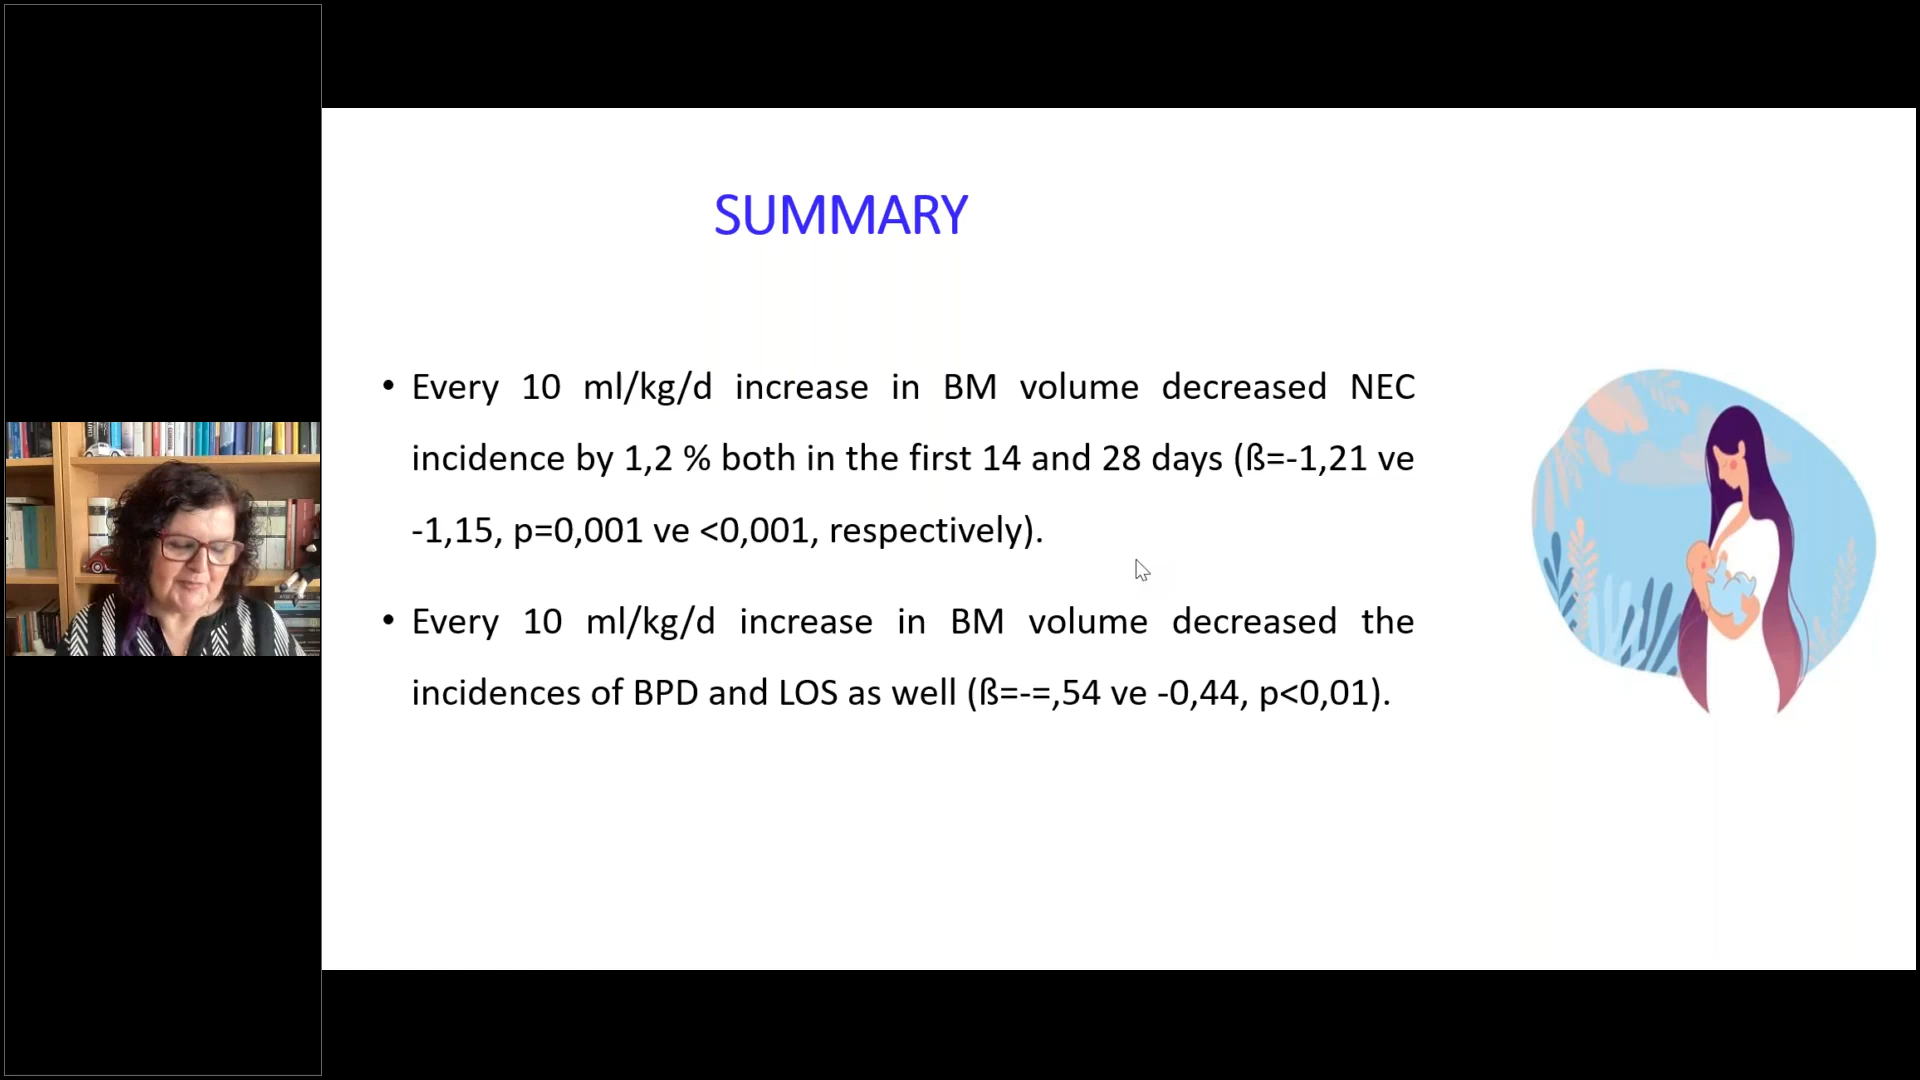 SUMMARY
• Every 10 ml/kg/d increase in BM volume decreased NEC
incidence by 1,2 % both in the first 14 and 28 days (ß=-1,21 ve
-1,15, p=0,001 ve <0,001, respectively).
• Every 10 ml/kg/d increase in BM volume decreased the
incidences of BPD and LOS as well (ß=-=,54 ve -0,44, p<0,01).